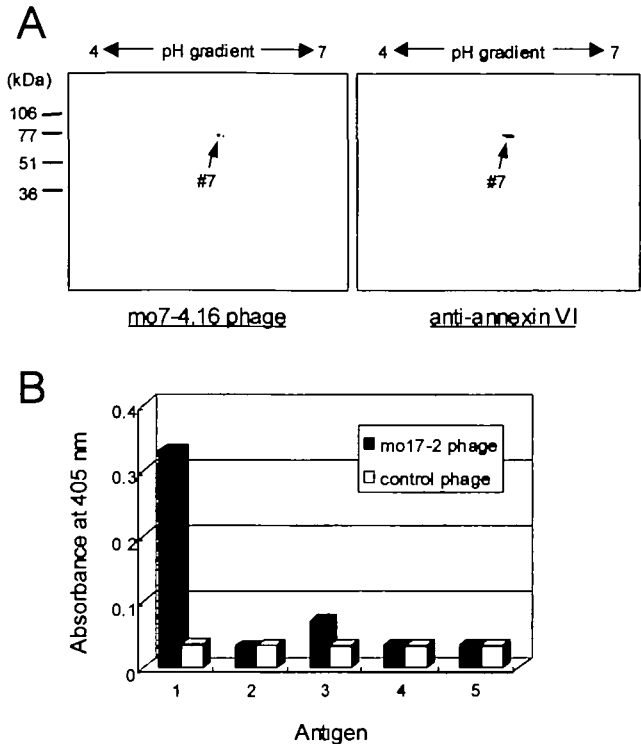 A
4 pH gradient 7 4 pH gradient 7
(kDa)
106
77
51
36
#7 #7
mo7-4.16 phage anti-annexin VI
B
0.4
0.3
0.2
0.1
0
Absorbance at 405 nm
mo17-2 phage
control phage
1 2 3 4 5
Antigen